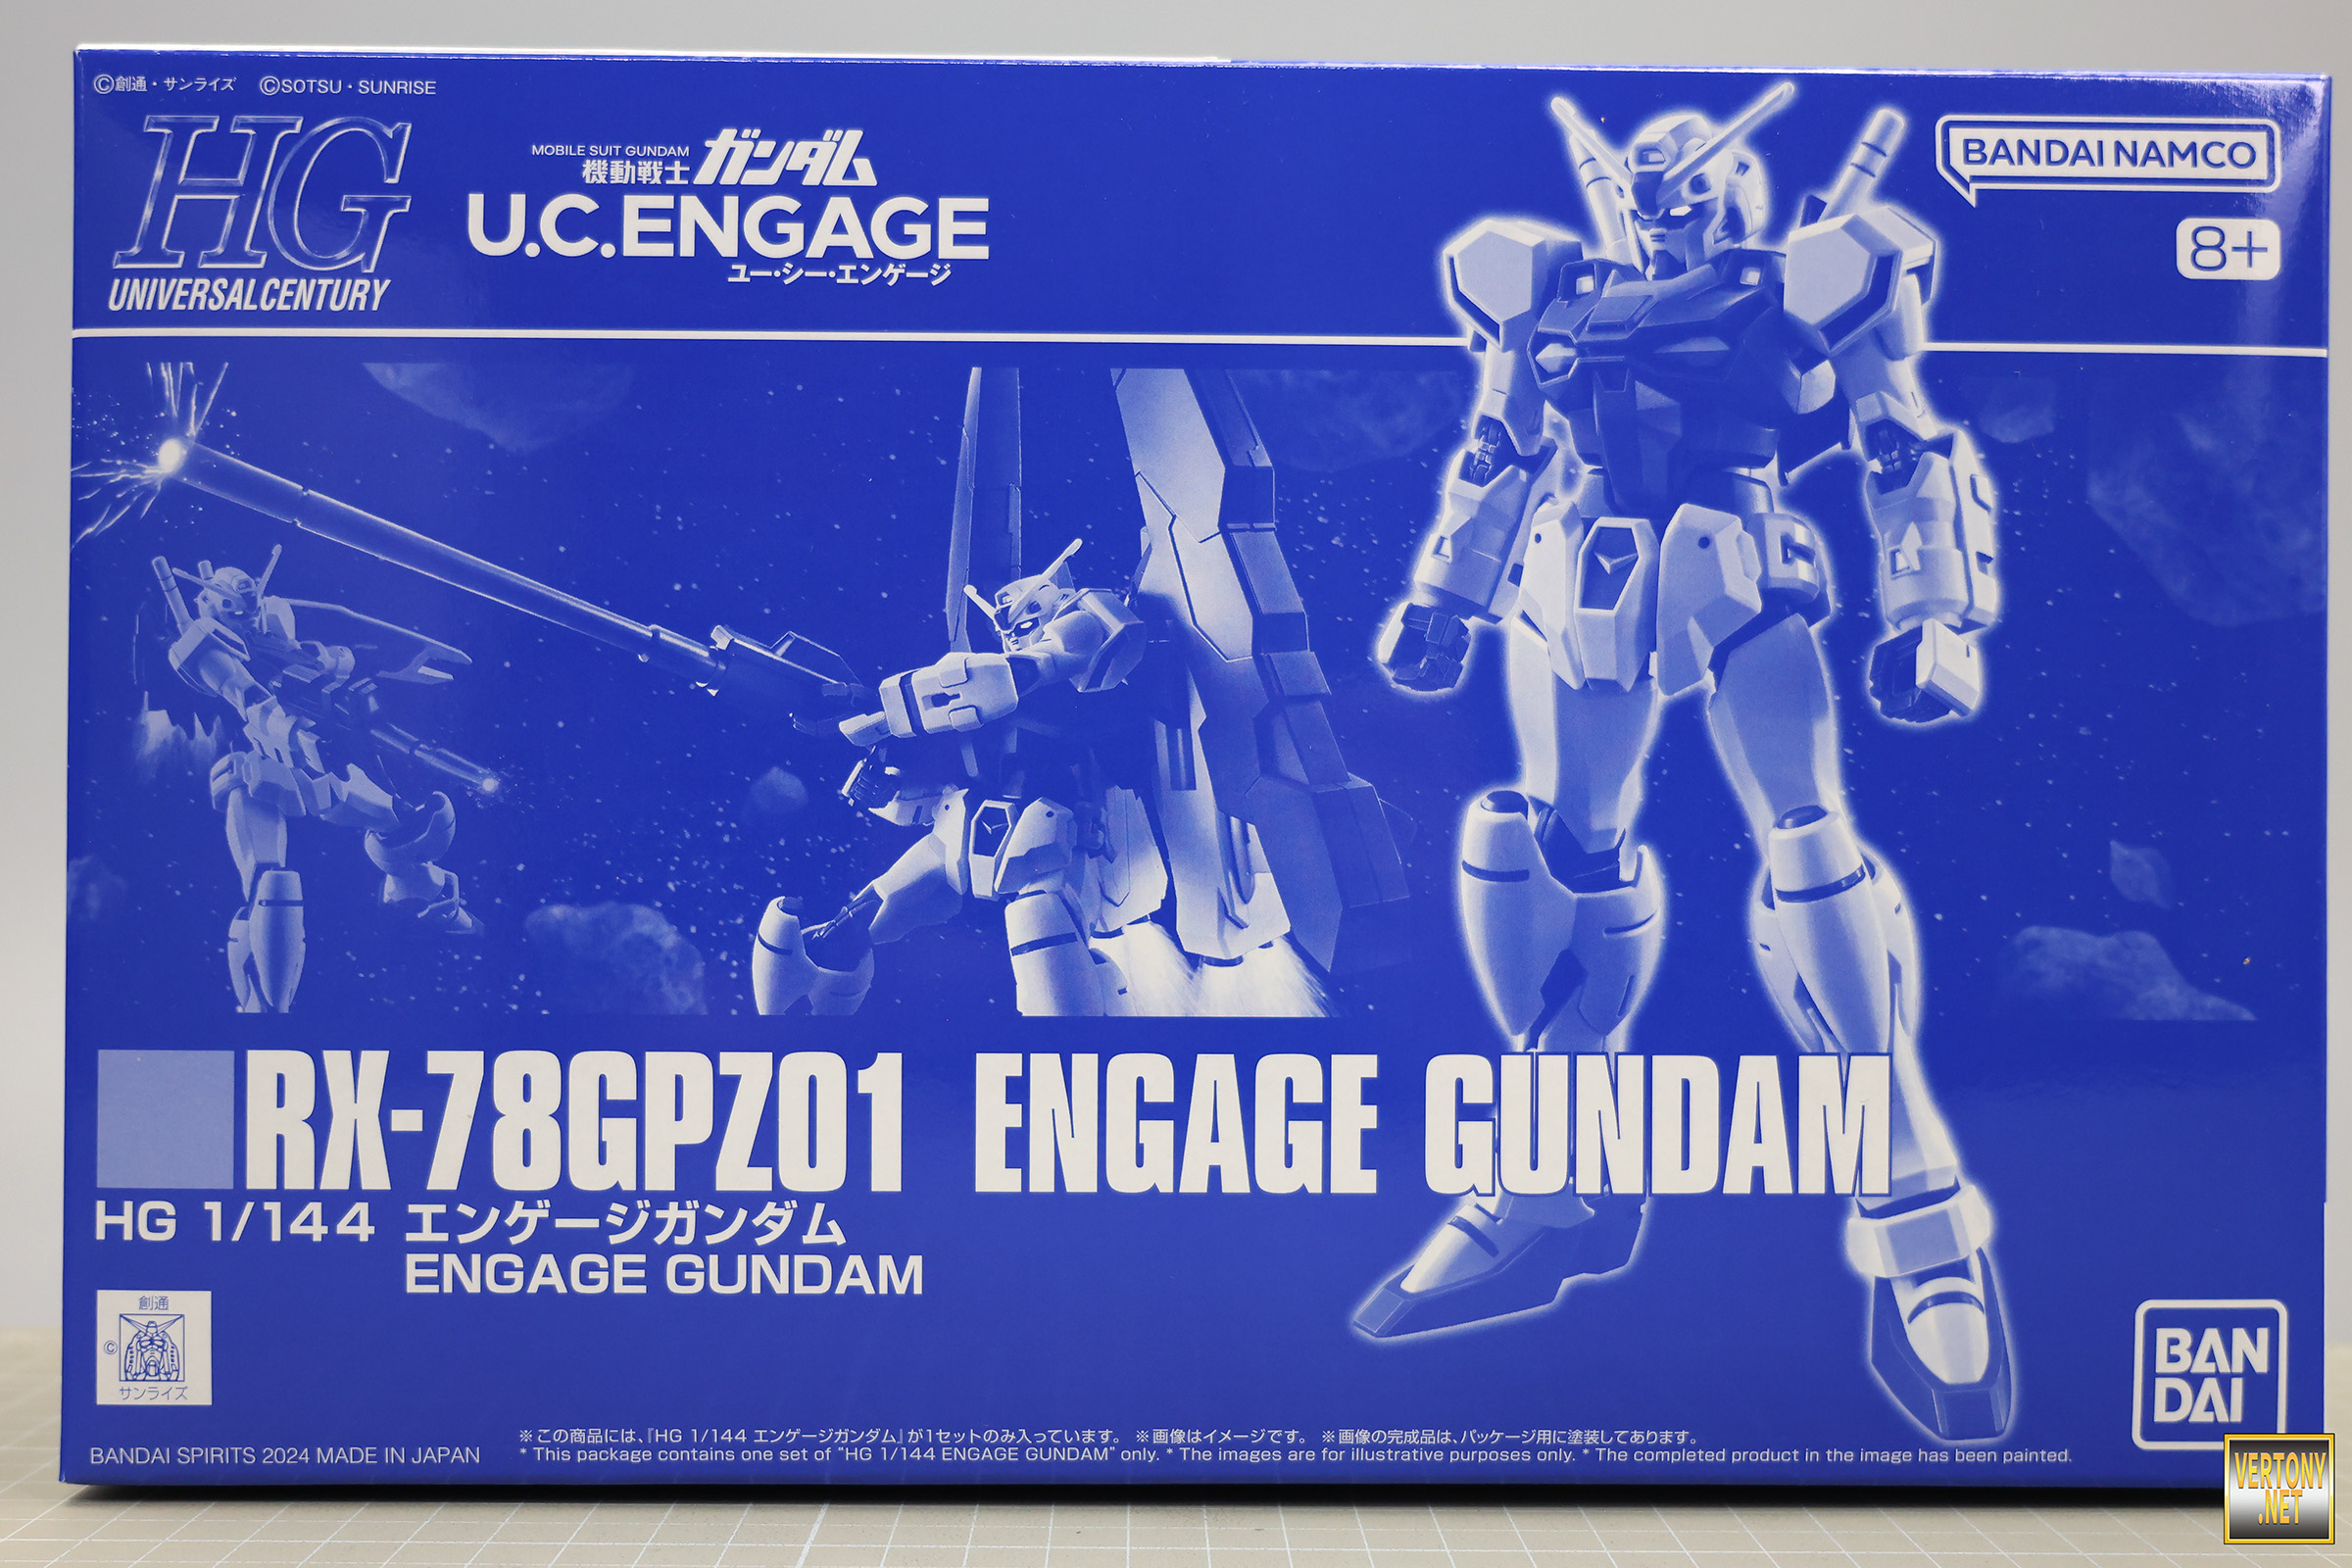 ©創通・サンライズ ©SOTSU・SUNRISE
HG
UNIVERSAL CENTURY
MOBILE SUIT GUNDAM
機動戦士 ガンダム
U.C.ENGAGE
ユー・シー・エンゲージ
BANDAI NAMCO
8+
RX-78GPZ01 ENGAGE GUNDAM
HG 1/144 エンゲージガンダム
ENGAGE GUNDAM
創通
©
サンライズ
BAN
DAI
BANDAI SPIRITS 2024 MADE IN JAPAN
※この商品には、『HG 1/144 エンゲージガンダム』が1セットのみ入っています。 ※画像はイメージです。 ※画像の完成品は、パッケージ用に塗装してあります。
* This package contains one set of "HG 1/144 ENGAGE GUNDAM" only. * The images are for illustrative purposes only. * The completed product in the image has been painted.
VERTONY
.NET